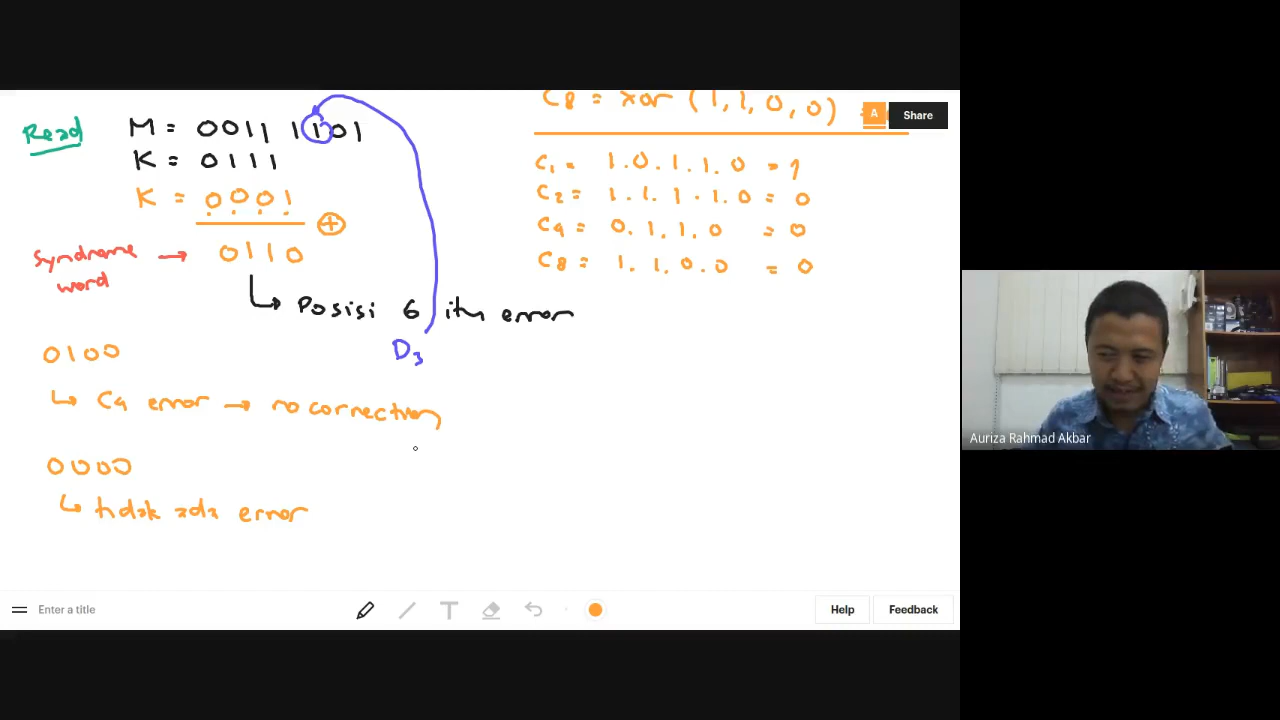 C8 = xor (1, 1, 0, 0) =
A
Share
Read
M = 0011 1101
K = 0111
K = 0001
⊕
Syndrome word → 0110
↳ Posisi 6 itu error
D3
C1 = 1.0.1.1.0 = 1
C2 = 1.1.1.1.0 = 0
C4 = 0.1.1.0 = 0
C8 = 1.1.0.0 = 0
0100
↳ C4 error → no correction
0000
↳ tidak ada error
Auriza Rahmad Akbar
Enter a title
T
Help
Feedback